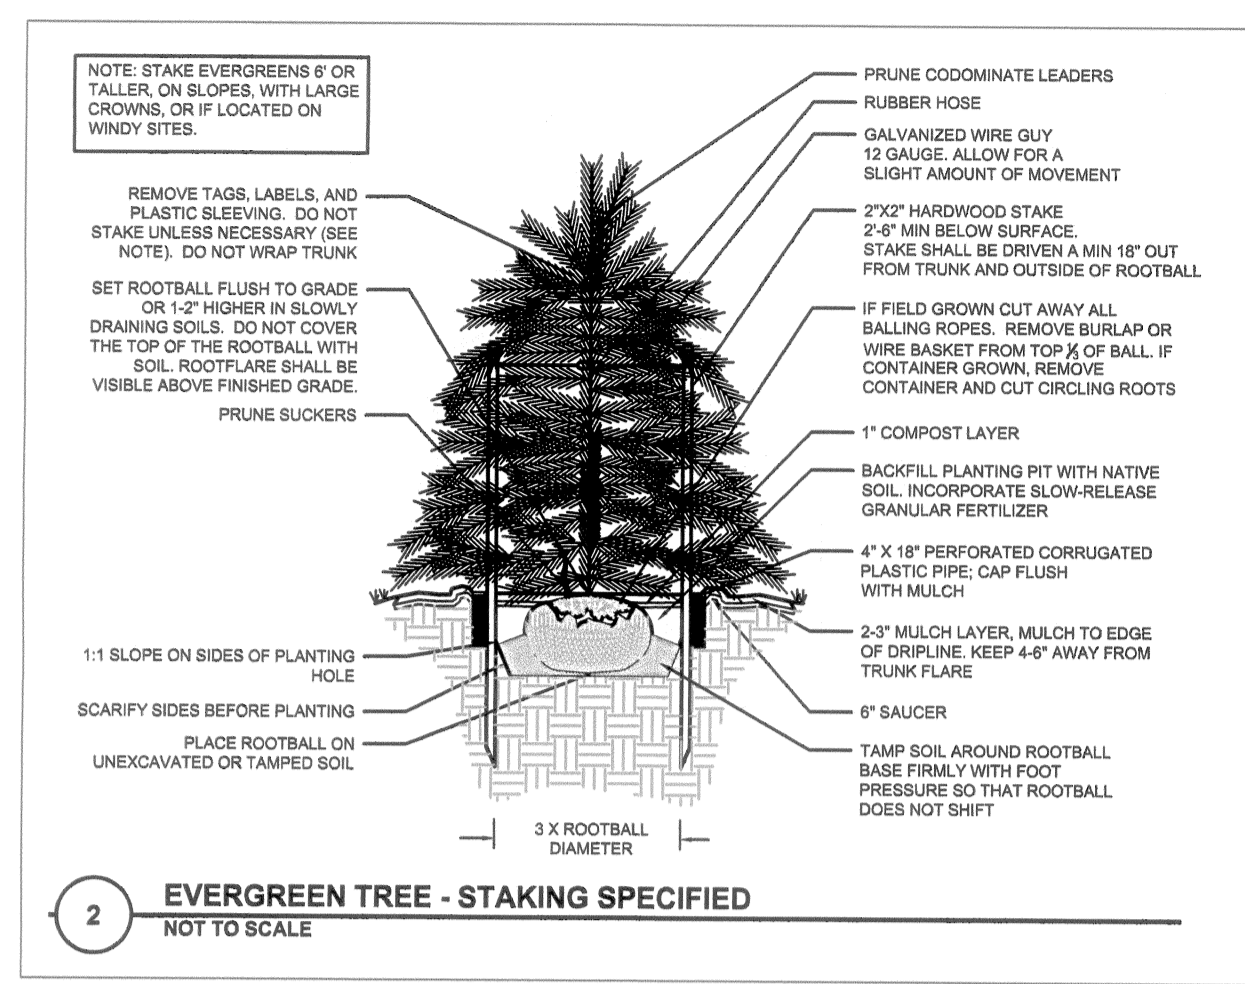 NOTE: STAKE EVERGREENS 6' OR
TALLER, ON SLOPES, WITH LARGE
CROWNS, OR IF LOCATED ON
WINDY SITES.
REMOVE TAGS, LABELS, AND
PLASTIC SLEEVING. DO NOT
STAKE UNLESS NECESSARY (SEE
NOTE). DO NOT WRAP TRUNK
SET ROOTBALL FLUSH TO GRADE
OR 1-2" HIGHER IN SLOWLY
DRAINING SOILS. DO NOT COVER
THE TOP OF THE ROOTBALL WITH
SOIL. ROOTFLARE SHALL BE
VISIBLE ABOVE FINISHED GRADE.
PRUNE SUCKERS
1:1 SLOPE ON SIDES OF PLANTING
HOLE
SCARIFY SIDES BEFORE PLANTING
PLACE ROOTBALL ON
UNEXCAVATED OR TAMPED SOIL
PRUNE CODOMINATE LEADERS
RUBBER HOSE
GALVANIZED WIRE GUY
12 GAUGE. ALLOW FOR A
SLIGHT AMOUNT OF MOVEMENT
2"X2" HARDWOOD STAKE
2'-6" MIN BELOW SURFACE.
STAKE SHALL BE DRIVEN A MIN 18" OUT
FROM TRUNK AND OUTSIDE OF ROOTBALL
IF FIELD GROWN CUT AWAY ALL
BALLING ROPES. REMOVE BURLAP OR
WIRE BASKET FROM TOP ⅓ OF BALL. IF
CONTAINER GROWN, REMOVE
CONTAINER AND CUT CIRCLING ROOTS
1" COMPOST LAYER
BACKFILL PLANTING PIT WITH NATIVE
SOIL. INCORPORATE SLOW-RELEASE
GRANULAR FERTILIZER
4" X 18" PERFORATED CORRUGATED
PLASTIC PIPE; CAP FLUSH
WITH MULCH
2-3" MULCH LAYER, MULCH TO EDGE
OF DRIPLINE. KEEP 4-6" AWAY FROM
TRUNK FLARE
6" SAUCER
TAMP SOIL AROUND ROOTBALL
BASE FIRMLY WITH FOOT
PRESSURE SO THAT ROOTBALL
DOES NOT SHIFT
3 X ROOTBALL
DIAMETER
2
EVERGREEN TREE - STAKING SPECIFIED
NOT TO SCALE